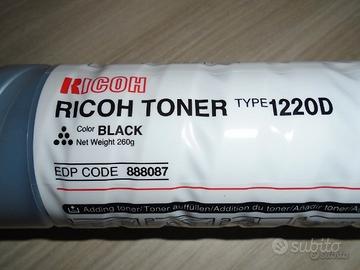 RICOH
RICOH TONER TYPE 1220D
Color BLACK
Net Weight 260g
EDP CODE 888087
Adding toner/Toner auffüllen/Addition du toner/Añadir toner/
subito.it